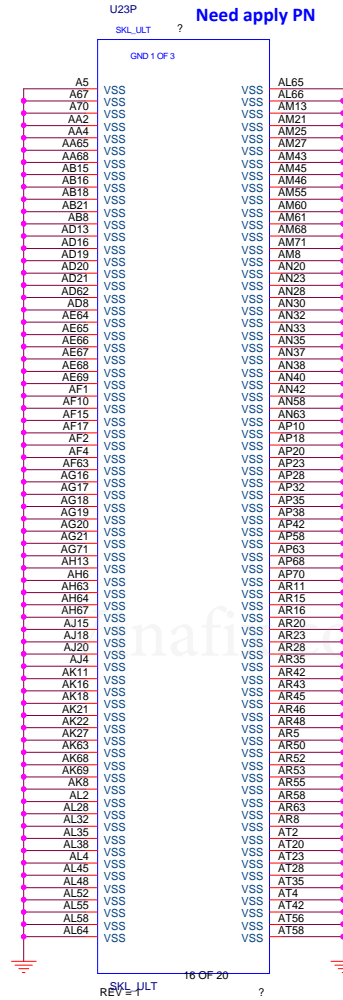 U23P
Need apply PN
SKL_ULT
?
GND 1 OF 3
A5 VSS VSS AL65
A67 VSS VSS AL66
A70 VSS VSS AM13
AA2 VSS VSS AM21
AA4 VSS VSS AM25
AA65 VSS VSS AM27
AA68 VSS VSS AM43
AB15 VSS VSS AM45
AB16 VSS VSS AM46
AB18 VSS VSS AM55
AB21 VSS VSS AM60
AB8 VSS VSS AM61
AD13 VSS VSS AM68
AD16 VSS VSS AM71
AD19 VSS VSS AM8
AD20 VSS VSS AN20
AD21 VSS VSS AN23
AD62 VSS VSS AN28
AD8 VSS VSS AN30
AE64 VSS VSS AN32
AE65 VSS VSS AN33
AE66 VSS VSS AN35
AE67 VSS VSS AN37
AE68 VSS VSS AN38
AE69 VSS VSS AN40
AF1 VSS VSS AN42
AF10 VSS VSS AN58
AF15 VSS VSS AN63
AF17 VSS VSS AP10
AF2 VSS VSS AP18
AF4 VSS VSS AP20
AF63 VSS VSS AP23
AG16 VSS VSS AP28
AG17 VSS VSS AP32
AG18 VSS VSS AP35
AG19 VSS VSS AP38
AG20 VSS VSS AP42
AG21 VSS VSS AP58
AG71 VSS VSS AP63
AH13 VSS VSS AP68
AH6 VSS VSS AP70
AH63 VSS VSS AR11
AH64 VSS VSS AR15
AH67 VSS VSS AR16
AJ15 VSS VSS AR20
AJ18 VSS VSS AR23
AJ20 VSS VSS AR28
AJ4 VSS VSS AR35
AK11 VSS VSS AR42
AK16 VSS VSS AR43
AK18 VSS VSS AR45
AK21 VSS VSS AR46
AK22 VSS VSS AR48
AK27 VSS VSS AR5
AK63 VSS VSS AR50
AK68 VSS VSS AR52
AK69 VSS VSS AR53
AK8 VSS VSS AR55
AL2 VSS VSS AR58
AL28 VSS VSS AR63
AL32 VSS VSS AR8
AL35 VSS VSS AT2
AL38 VSS VSS AT20
AL4 VSS VSS AT23
AL45 VSS VSS AT28
AL48 VSS VSS AT35
AL52 VSS VSS AT4
AL55 VSS VSS AT42
AL58 VSS VSS AT56
AL64 VSS VSS AT58
16 OF 20
SKL_ULT
REV = 1
?